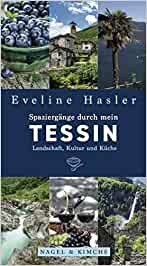 Eveline Hasler
Spaziergänge durch mein
TESSIN
Landschaft, Kultur und Küche
NAGEL & KIMCHE